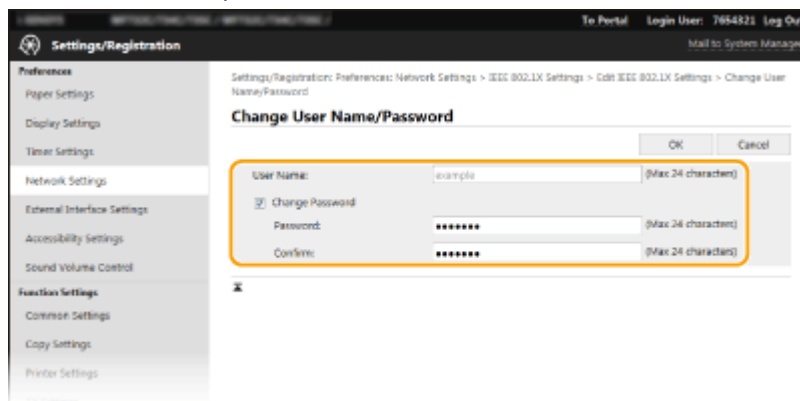 To Portal Login User: 7654321 Log Ou
Settings/Registration
Mail to System Manage
Preferences
Paper Settings
Display Settings
Timer Settings
Network Settings
External Interface Settings
Accessibility Settings
Sound Volume Control
Function Settings
Common Settings
Copy Settings
Printer Settings
Settings/Registration: Preferences: Network Settings > IEEE 802.1X Settings > Edit IEEE 802.1X Settings > Change User
Name/Password
Change User Name/Password
OK Cancel
User Name: example (Max 24 characters)
Change Password
Password: ••••••• (Max 24 characters)
Confirm: ••••••• (Max 24 characters)